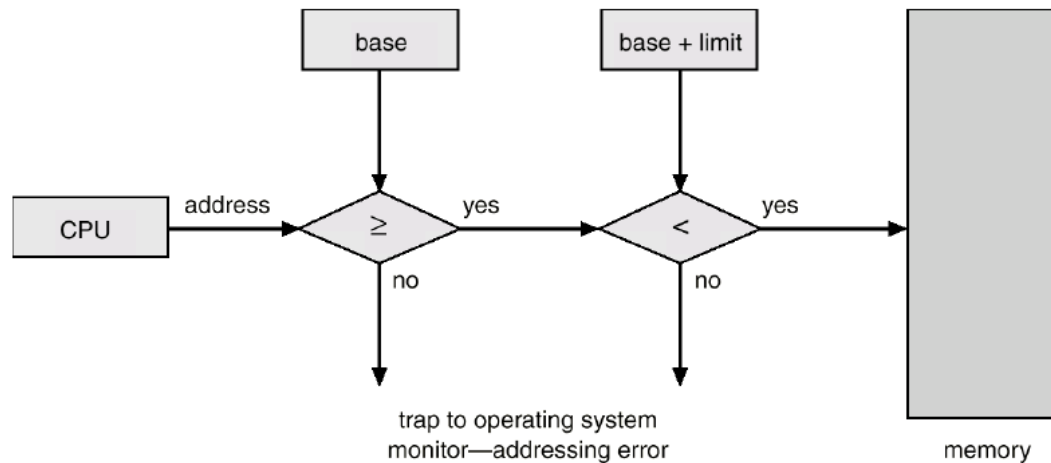 base
base + limit
CPU
address
≥
yes
<
yes
no
no
trap to operating system
monitor—addressing error
memory